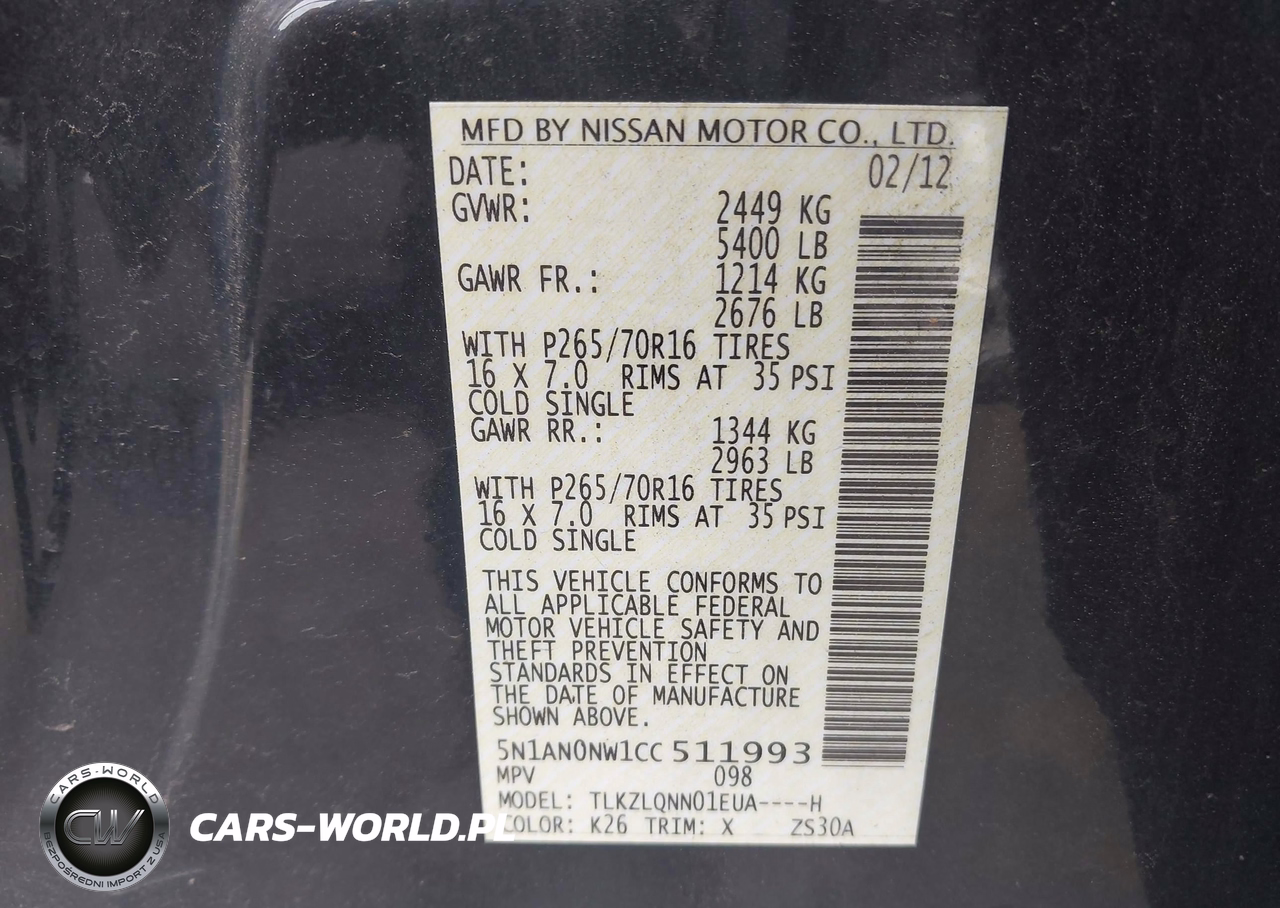 MFD BY NISSAN MOTOR CO., LTD.
DATE: 02/12
GVWR: 2449 KG
5400 LB
GAWR FR.: 1214 KG
2676 LB
WITH P265/70R16 TIRES
16 X 7.0 RIMS AT 35 PSI
COLD SINGLE
GAWR RR.: 1344 KG
2963 LB
WITH P265/70R16 TIRES
16 X 7.0 RIMS AT 35 PSI
COLD SINGLE
THIS VEHICLE CONFORMS TO
ALL APPLICABLE FEDERAL
MOTOR VEHICLE SAFETY AND
THEFT PREVENTION
STANDARDS IN EFFECT ON
THE DATE OF MANUFACTURE
SHOWN ABOVE.
5N1AN0NW1CC 511993
MPV 098
MODEL: TLKZLQNN01EUA----H
COLOR: K26 TRIM: X ZS30A
CARS-WORLD
CW
BEZPOŚREDNI IMPORT Z USA
CARS-WORLD.PL